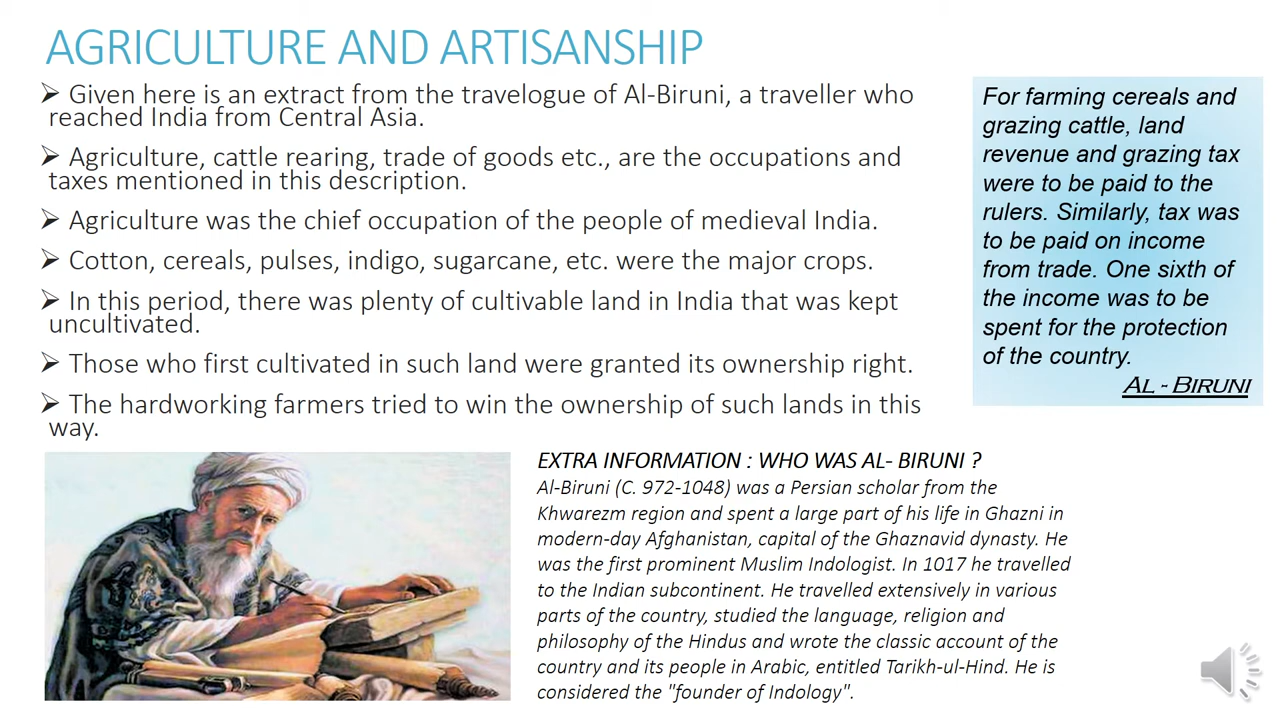 AGRICULTURE AND ARTISANSHIP
➢ Given here is an extract from the travelogue of Al-Biruni, a traveller who
reached India from Central Asia.
➢ Agriculture, cattle rearing, trade of goods etc., are the occupations and
taxes mentioned in this description.
➢ Agriculture was the chief occupation of the people of medieval India.
➢ Cotton, cereals, pulses, indigo, sugarcane, etc. were the major crops.
➢ In this period, there was plenty of cultivable land in India that was kept
uncultivated.
➢ Those who first cultivated in such land were granted its ownership right.
➢ The hardworking farmers tried to win the ownership of such lands in this
way.
For farming cereals and
grazing cattle, land
revenue and grazing tax
were to be paid to the
rulers. Similarly, tax was
to be paid on income
from trade. One sixth of
the income was to be
spent for the protection
of the country.
AL - BIRUNI
EXTRA INFORMATION : WHO WAS AL- BIRUNI ?
Al-Biruni (C. 972-1048) was a Persian scholar from the
Khwarezm region and spent a large part of his life in Ghazni in
modern-day Afghanistan, capital of the Ghaznavid dynasty. He
was the first prominent Muslim Indologist. In 1017 he travelled
to the Indian subcontinent. He travelled extensively in various
parts of the country, studied the language, religion and
philosophy of the Hindus and wrote the classic account of the
country and its people in Arabic, entitled Tarikh-ul-Hind. He is
considered the "founder of Indology".